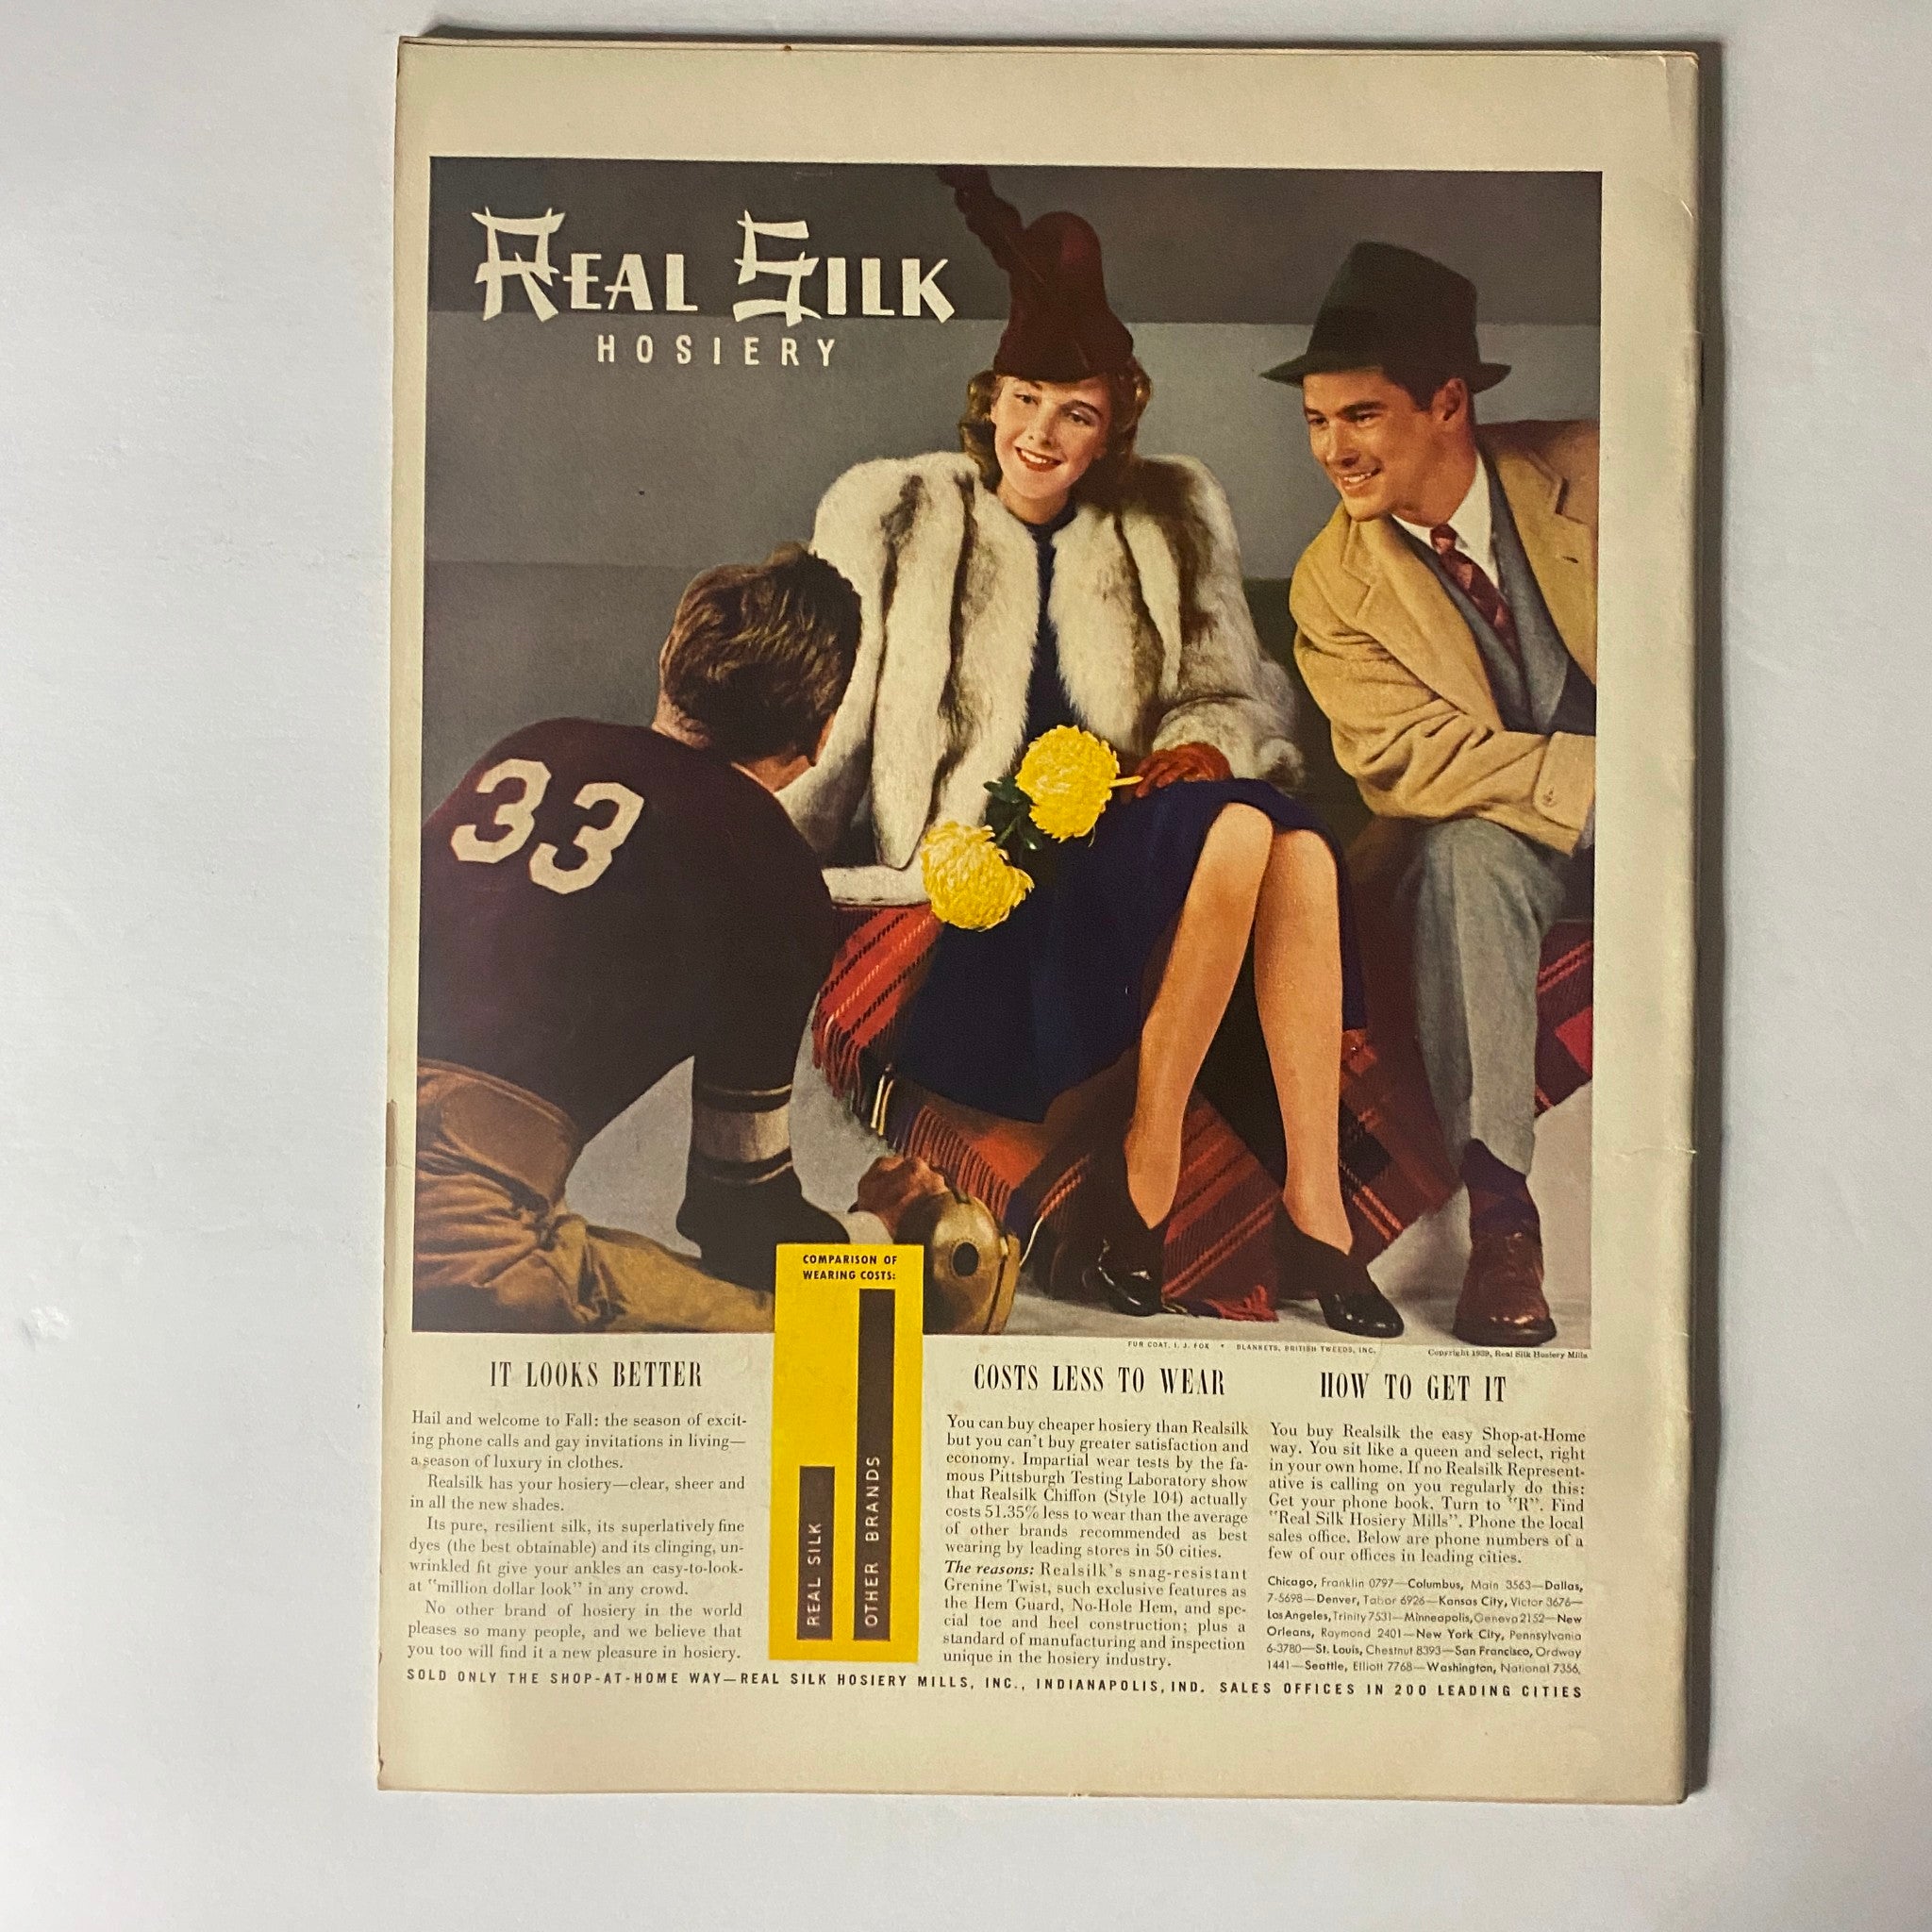 REAL SILK
HOSIERY
33
COMPARISON OF
WEARING COSTS:
REAL SILK
OTHER BRANDS
FUR COAT, I. J. FOX • BLANKETS, BRITISH TWEEDS, INC.
Copyright 1939, Real Silk Hosiery Mills
IT LOOKS BETTER
Hail and welcome to Fall: the season of excit-
ing phone calls and gay invitations in living—
a season of luxury in clothes.
Realsilk has your hosiery—clear, sheer and
in all the new shades.
Its pure, resilient silk, its superlatively fine
dyes (the best obtainable) and its clinging, un-
wrinkled fit give your ankles an easy-to-look-
at "million dollar look" in any crowd.
No other brand of hosiery in the world
pleases so many people, and we believe that
you too will find it a new pleasure in hosiery.
COSTS LESS TO WEAR
You can buy cheaper hosiery than Realsilk
but you can't buy greater satisfaction and
economy. Impartial wear tests by the fa-
mous Pittsburgh Testing Laboratory show
that Realsilk Chiffon (Style 104) actually
costs 51.35% less to wear than the average
of other brands recommended as best
wearing by leading stores in 50 cities.
The reasons: Realsilk's snag-resistant
Grenine Twist, such exclusive features as
the Hem Guard, No-Hole Hem, and spe-
cial toe and heel construction; plus a
standard of manufacturing and inspection
unique in the hosiery industry.
HOW TO GET IT
You buy Realsilk the easy Shop-at-Home
way. You sit like a queen and select, right
in your own home. If no Realsilk Represent-
ative is calling on you regularly do this:
Get your phone book. Turn to "R". Find
"Real Silk Hosiery Mills". Phone the local
sales office. Below are phone numbers of a
few of our offices in leading cities.
Chicago, Franklin 0797—Columbus, Main 3563—Dallas,
7-5698—Denver, Tabor 6926—Kansas City, Victor 3676—
Los Angeles, Trinity 7531—Minneapolis, Geneva 2152—New
Orleans, Raymond 2401—New York City, Pennsylvania
6-3780—St. Louis, Chestnut 8393—San Francisco, Ordway
1441—Seattle, Elliott 7768—Washington, National 7356.
SOLD ONLY THE SHOP-AT-HOME WAY—REAL SILK HOSIERY MILLS, INC., INDIANAPOLIS, IND. SALES OFFICES IN 200 LEADING CITIES